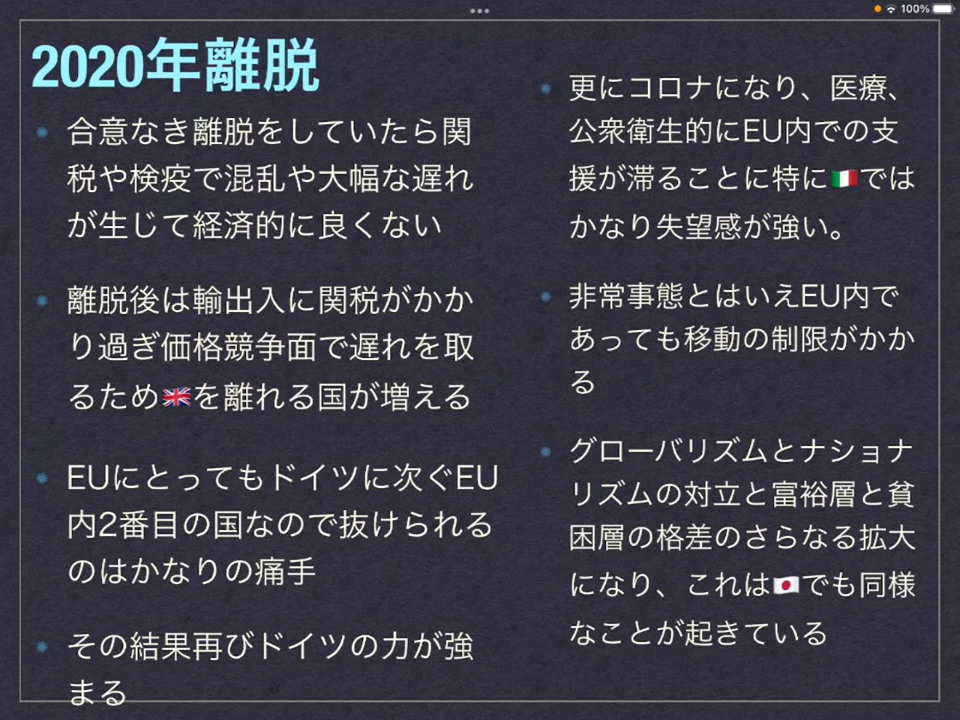 100%
2020年離脱
合意なき離脱をしていたら関
税や検疫で混乱や大幅な遅れ
が生じて経済的に良くない
離脱後は輸出入に関税がかか
り過ぎ価格競争面で遅れを取
るため🇬🇧を離れる国が増える
EUにとってもドイツに次ぐEU
内2番目の国なので抜けられる
のはかなりの痛手
その結果再びドイツの力が強
まる
更にコロナになり、医療、
公衆衛生的にEU内での支
援が滞ることに特に🇮🇹では
かなり失望感が強い。
非常事態とはいえEU内で
あっても移動の制限がかか
る
グローバリズムとナショナ
リズムの対立と富裕層と貧
困層の格差のさらなる拡大
になり、これは🇯🇵でも同様
なことが起きている